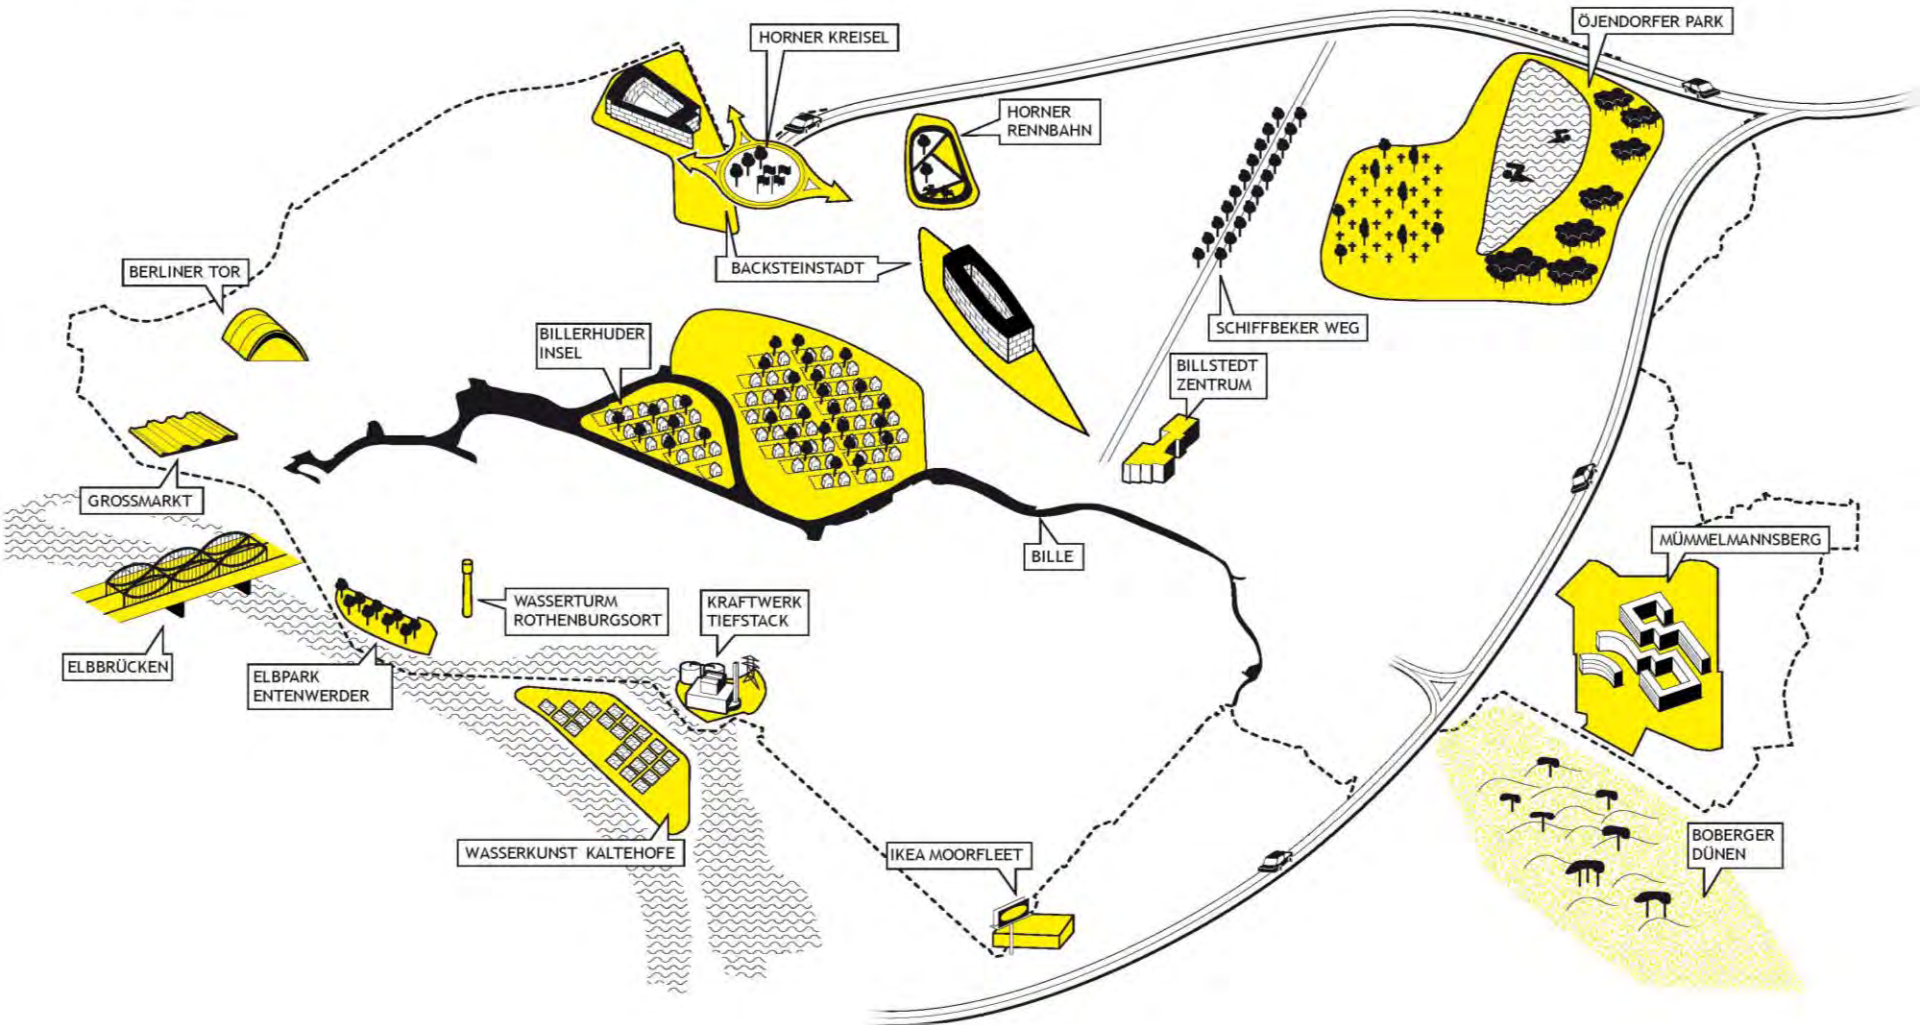 ÖJENDORFER PARK
HORNER KREISEL
HORNER
RENNBAHN
BACKSTEINSTADT
BERLINER TOR
SCHIFFBEKER WEG
BILLERHUDER
INSEL
BILLSTEDT
ZENTRUM
GROSSMARKT
MÜMMELMANNSBERG
BILLE
WASSERTURM
ROTHENBURGSORT
KRAFTWERK
TIEFSTACK
ELBBRÜCKEN
ELBPARK
ENTENWERDER
WASSERKUNST KALTEHOFE
IKEA MOORFLEET
BOBERGER
DÜNEN